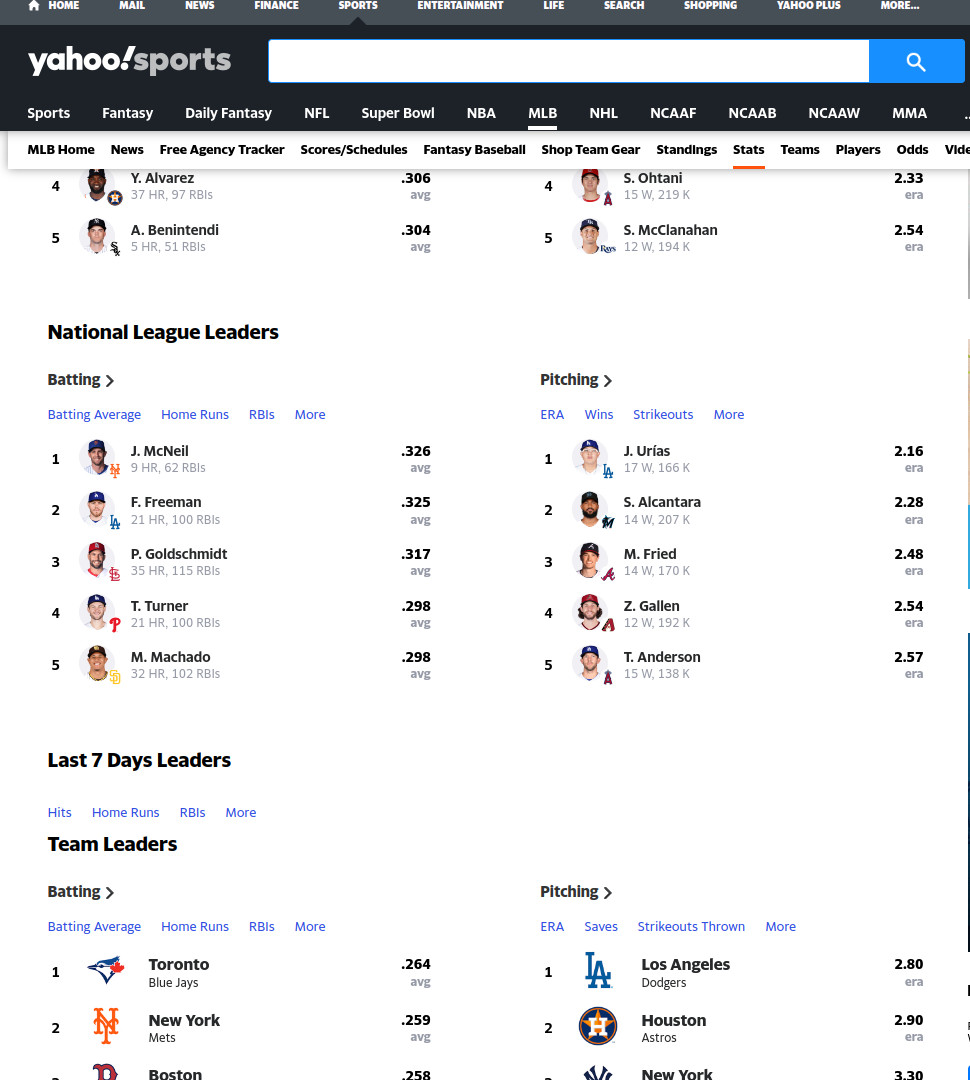 HOME MAIL NEWS FINANCE SPORTS ENTERTAINMENT LIFE SEARCH SHOPPING YAHOO PLUS MORE...
yahoo!sports
Sports Fantasy Daily Fantasy NFL Super Bowl NBA MLB NHL NCAAF NCAAB NCAAW MMA
MLB Home News Free Agency Tracker Scores/Schedules Fantasy Baseball Shop Team Gear Standings Stats Teams Players Odds
4 Y. Alvarez .306
37 HR, 97 RBIs avg
5 A. Benintendi .304
5 HR, 51 RBIs avg
4 S. Ohtani 2.33
15 W, 219 K era
5 S. McClanahan 2.54
Rays
12 W, 194 K era
National League Leaders
Batting
Batting Average Home Runs RBIs More
1 J. McNeil .326
9 HR, 62 RBIs avg
2 F. Freeman .325
21 HR, 100 RBIs avg
3 P. Goldschmidt .317
35 HR, 115 RBIs avg
4 T. Turner .298
21 HR, 100 RBIs avg
5 M. Machado .298
32 HR, 102 RBIs avg
Pitching
ERA Wins Strikeouts More
1 J. Urías 2.16
17 W, 166 K era
2 S. Alcantara 2.28
14 W, 207 K era
3 M. Fried 2.48
14 W, 170 K era
4 Z. Gallen 2.54
12 W, 192 K era
5 T. Anderson 2.57
15 W, 138 K era
Last 7 Days Leaders
Hits Home Runs RBIs More
Team Leaders
Batting
Batting Average Home Runs RBIs More
1 Toronto .264
Blue Jays avg
2 New York .259
Mets avg
Boston .258
Pitching
ERA Saves Strikeouts Thrown More
1 Los Angeles 2.80
Dodgers era
2 Houston 2.90
Astros era
New York 3.30